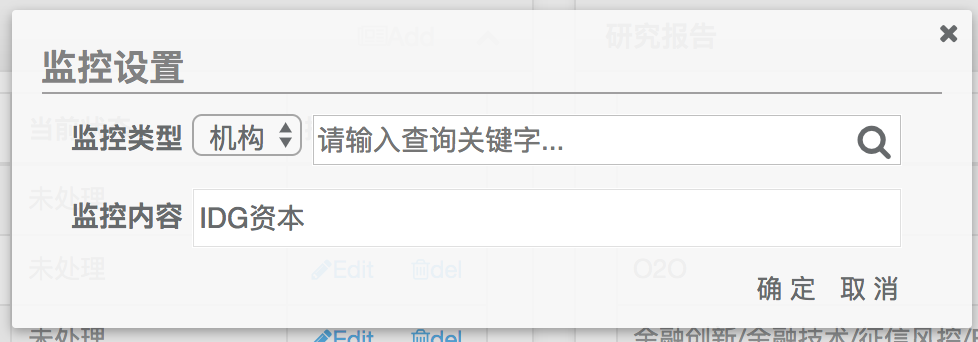 Add
研究报告
监控设置
当前状态
监控类型 机构 请输入查询关键字...
未处理
监控内容 IDG资本
未处理 Edit del O2O
确定 取消
未处理 Edit del 金融创新/金融技术/征信风控/